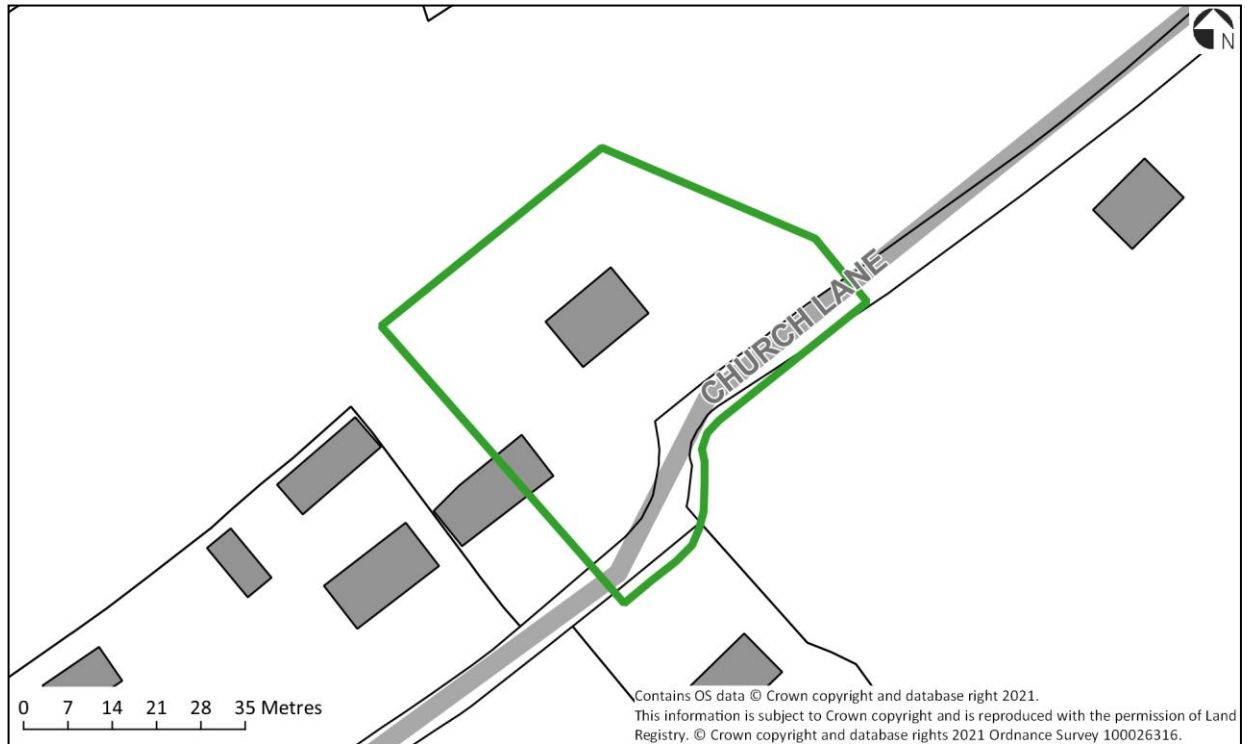 N
CHURCH LANE
0 7 14 21 28 35 Metres
Contains OS data © Crown copyright and database right 2021.
This information is subject to Crown copyright and is reproduced with the permission of Land
Registry. © Crown copyright and database rights 2021 Ordnance Survey 100026316.